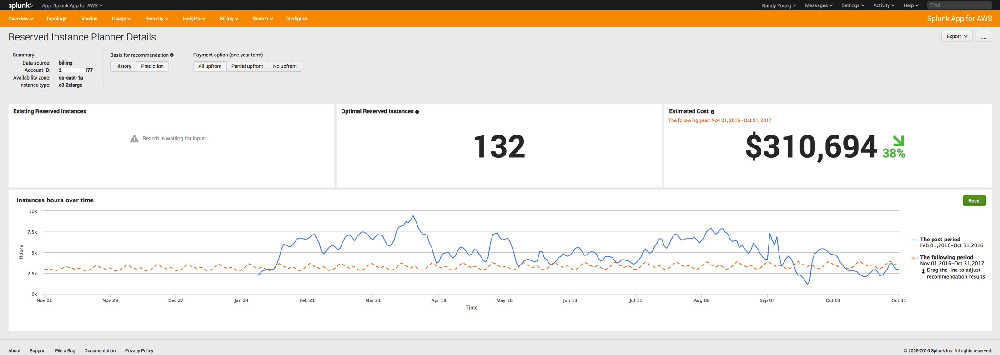 splunk> App: Splunk App for AWS Randy Young Messages Settings Activity Help Find
Overview Topology Timeline Usage Security Insights Billing Search Configure Splunk App for AWS
Reserved Instance Planner Details Export ...
Summary Basis for recommendation Payment option (one-year term)
Data source: billing
History Prediction All upfront Partial upfront No upfront
Account ID: 2 477
Availability zone: us-east-1a
Instance type: c3.2xlarge
Existing Reserved Instances
Search is waiting for input...
Optimal Reserved Instances
132
Estimated Cost
The following year: Nov 01, 2016 - Oct 31, 2017
$310,694 38%
Instances hours over time Reset
10k
7.5k
5k
2.5k
0k
Hours
Nov 01 Nov 29 Dec 27 Jan 24 Feb 21 Mar 21 Apr 18 May 16 Jun 13 Jul 11 Aug 08 Sep 05 Oct 03 Oct 31
Time
The past period
Feb 01,2016-Oct 31,2016
The following period
Nov 01,2016-Oct 31,2017
Drag the line to adjust
recommendation results
About Support File a Bug Documentation Privacy Policy © 2005-2016 Splunk Inc. All rights reserved.